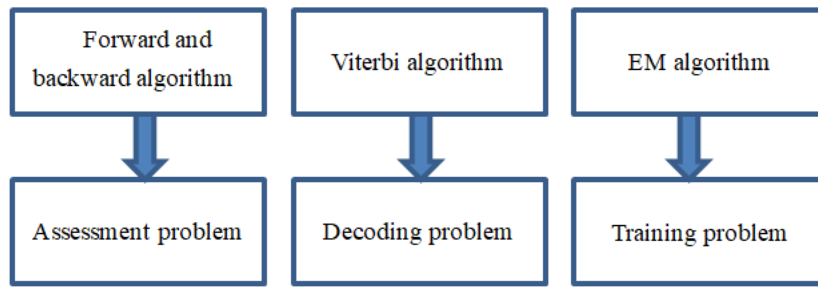 Forward and
backward algorithm
Viterbi algorithm
EM algorithm
Assessment problem
Decoding problem
Training problem